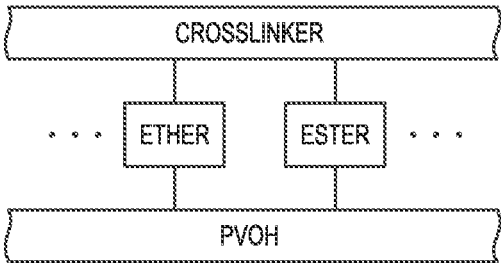 CROSSLINKER
. . . ETHER ESTER . . .
PVOH